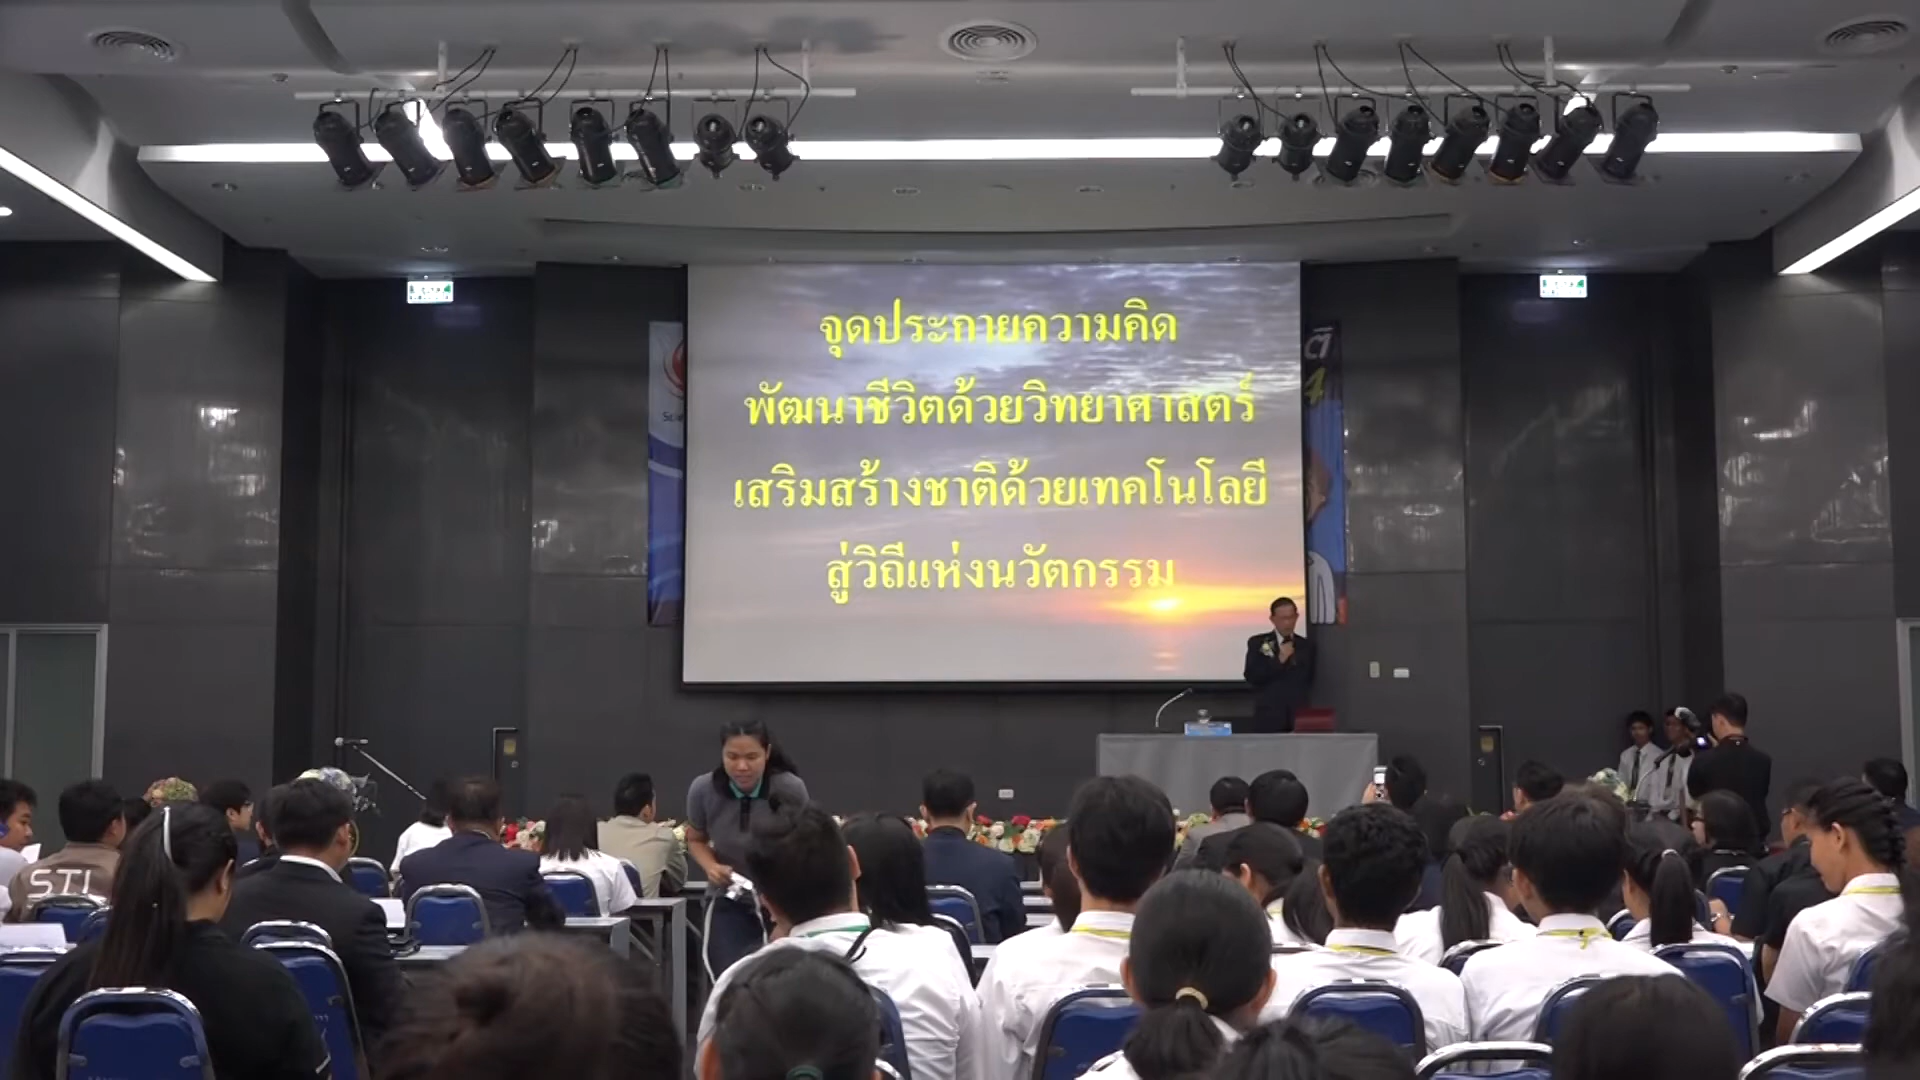 จุดประกายความคิด
พัฒนาชีวิตด้วยวิทยาศาสตร์
เสริมสร้างชาติด้วยเทคโนโลยี
สู่วิถีแห่งนวัตกรรม
STI